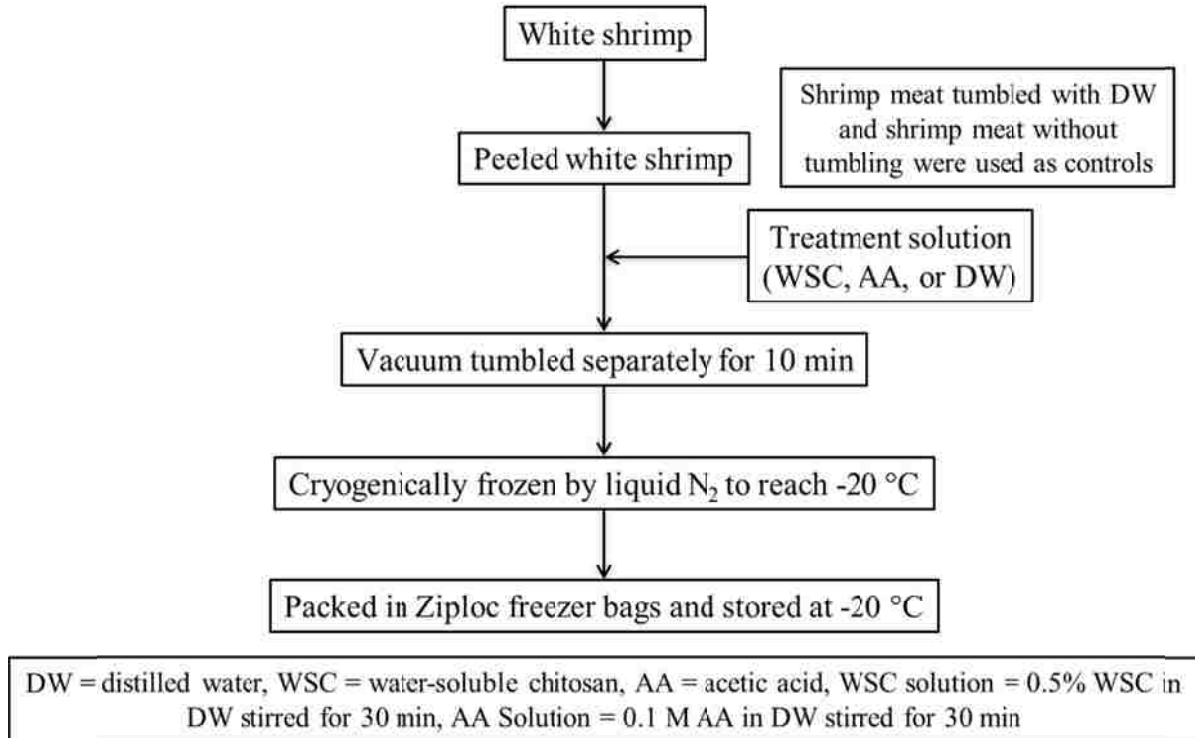 White shrimp
Shrimp meat tumbled with DW
and shrimp meat without
tumbling were used as controls
Peeled white shrimp
Treatment solution
(WSC, AA, or DW)
Vacuum tumbled separately for 10 min
Cryogenically frozen by liquid N₂ to reach -20 °C
Packed in Ziploc freezer bags and stored at -20 °C
DW = distilled water, WSC = water-soluble chitosan, AA = acetic acid, WSC solution = 0.5% WSC in
DW stirred for 30 min, AA Solution = 0.1 M AA in DW stirred for 30 min